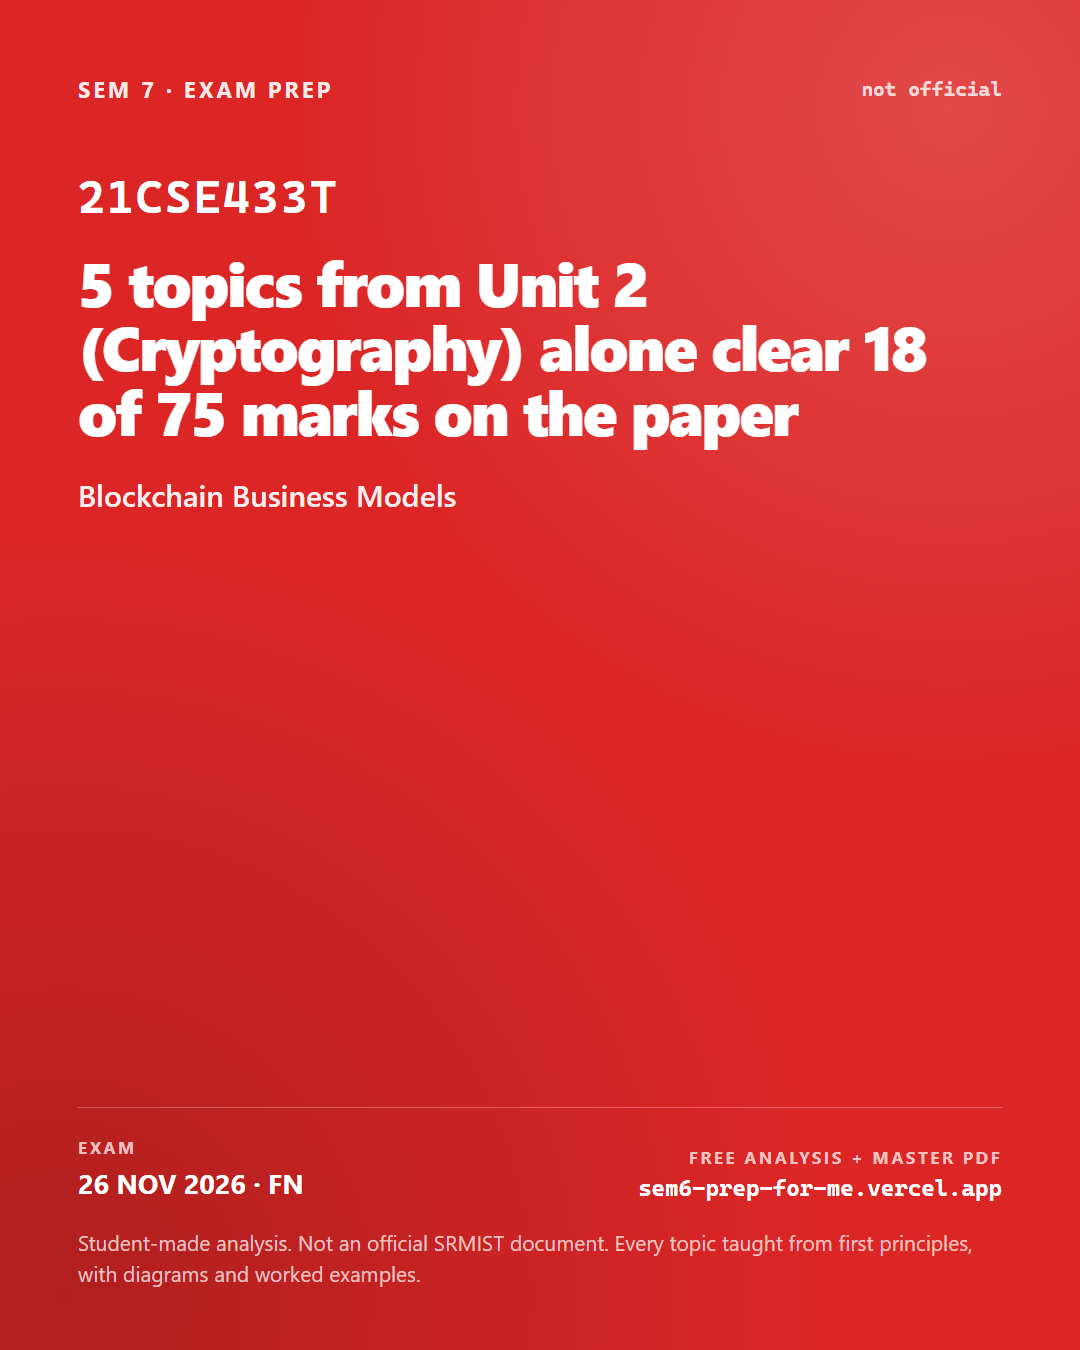 SEM 7 · EXAM PREP
not official
21CSE433T
5 topics from Unit 2
(Cryptography) alone clear 18
of 75 marks on the paper
Blockchain Business Models
EXAM
26 NOV 2026 · FN
FREE ANALYSIS + MASTER PDF
sem6-prep-for-me.vercel.app
Student-made analysis. Not an official SRMIST document. Every topic taught from first principles,
with diagrams and worked examples.